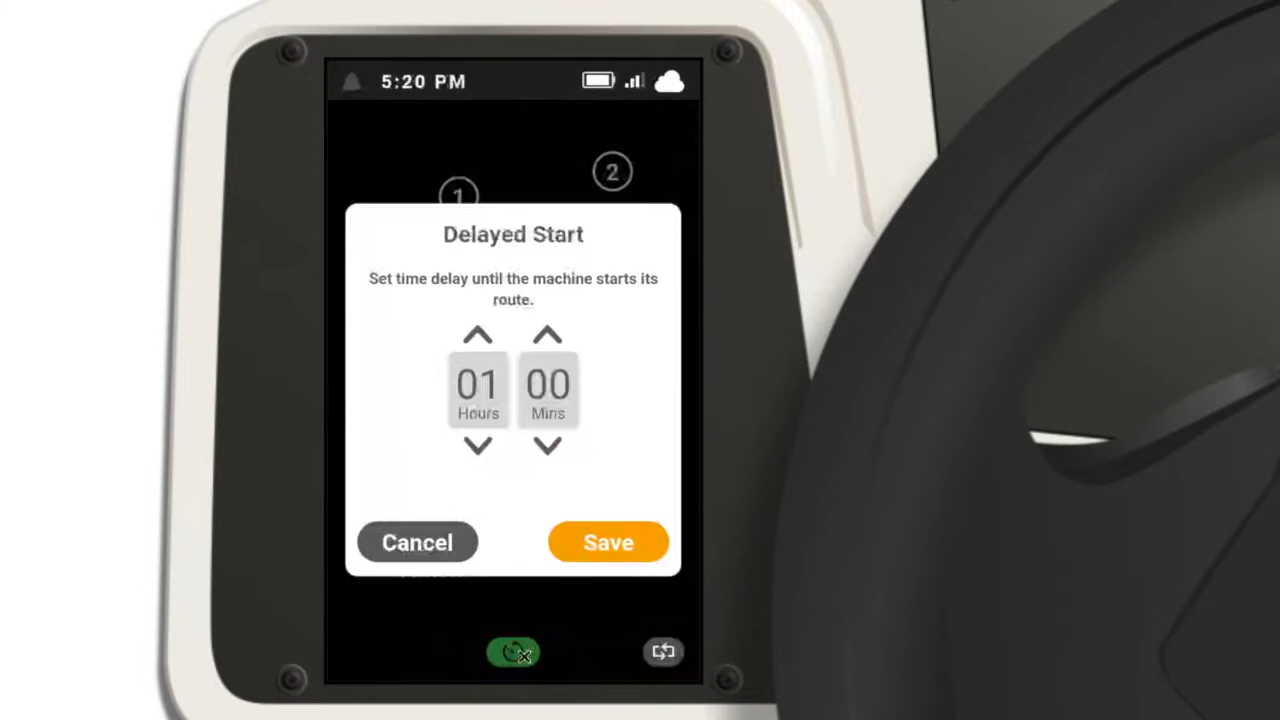 5:20 PM
2
1
Delayed Start
Set time delay until the machine starts its
route.
01 00
Hours Mins
Cancel Save